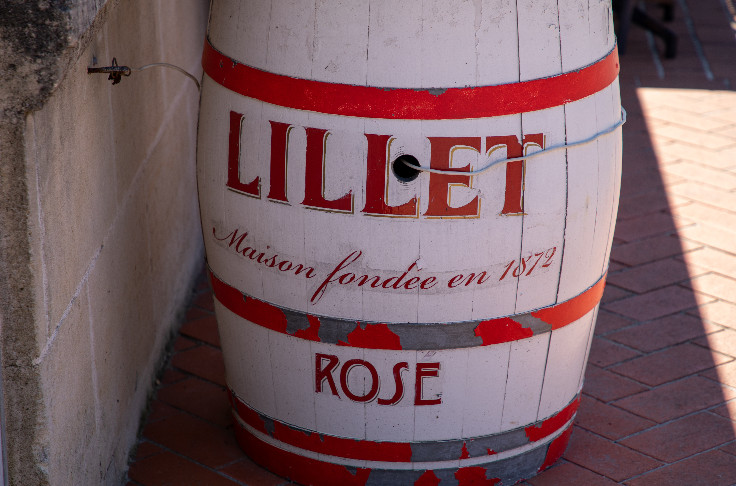 LILLET
Maison fondée en 1872
ROSE